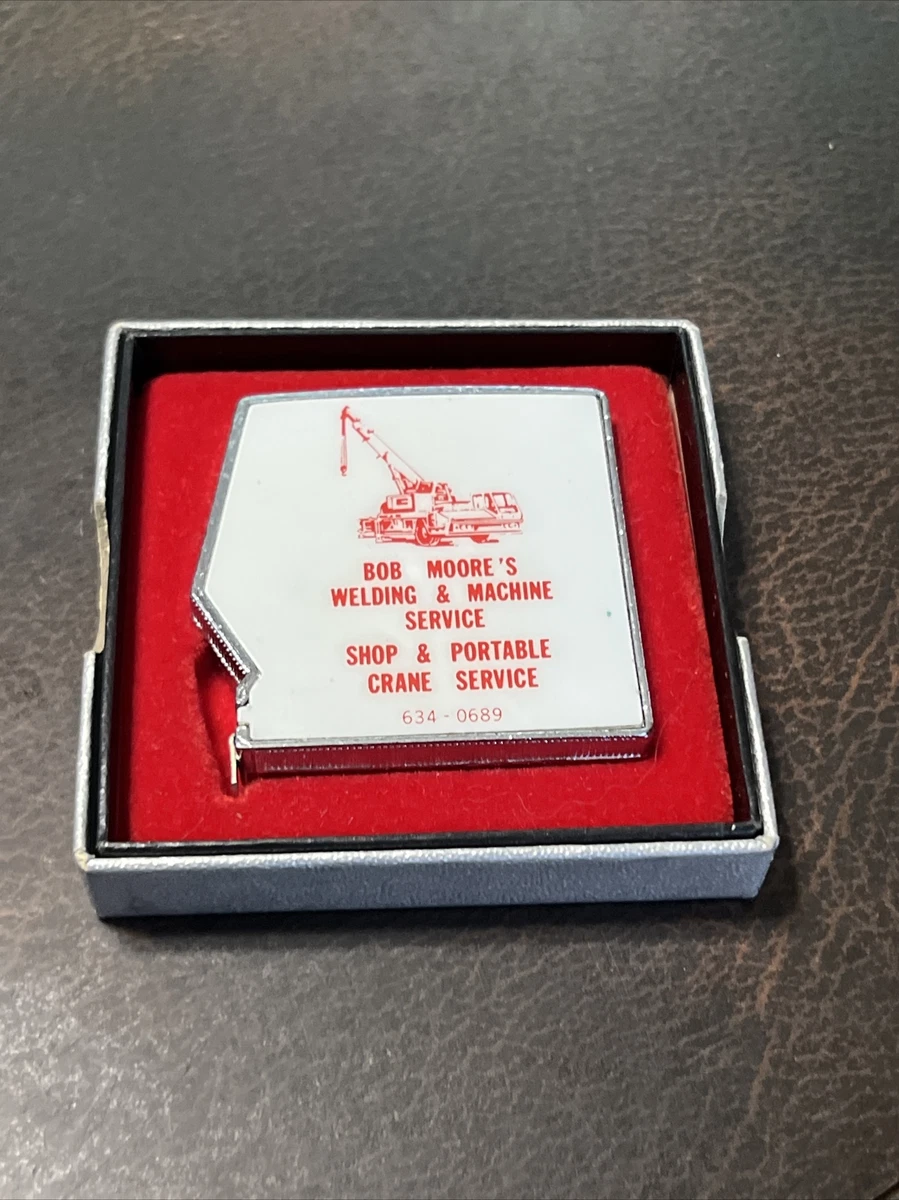 BOB MOORE'S
WELDING & MACHINE
SERVICE
SHOP & PORTABLE
CRANE SERVICE
634-0689